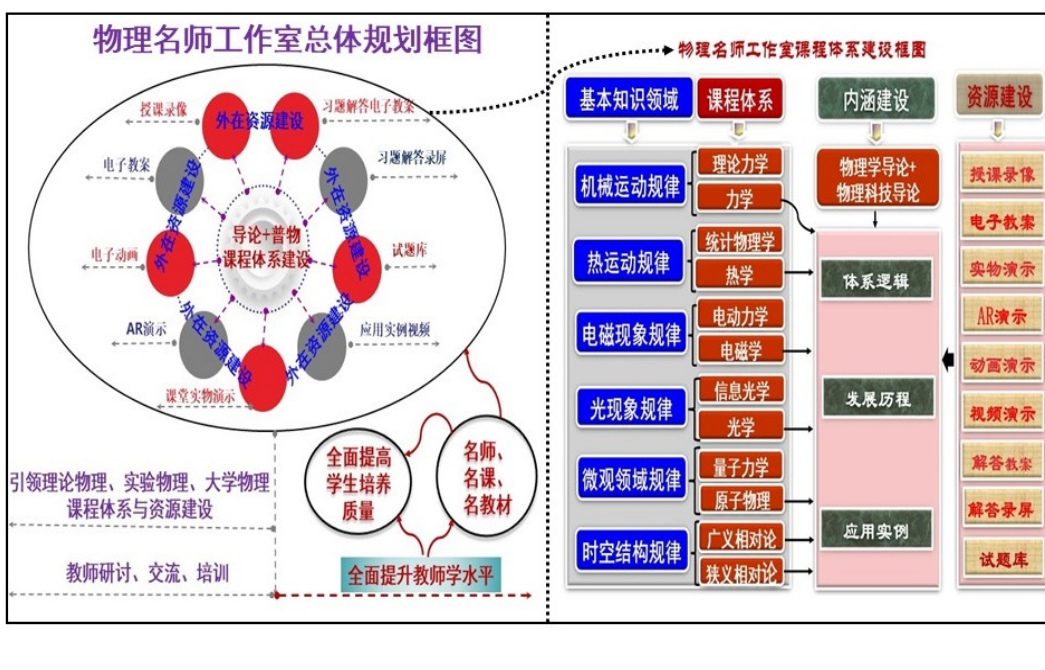 物理名师工作室总体规划框图
授课录像
习题解答电子教案
外在资源建设
电子教案
习题解答录屏
外在资源建设
外在资源建设
导论+普物
课程体系建设
电子动画
试题库
AR演示
应用实例视频
外在资源建设
外在资源建设
课堂实物演示
引领理论物理、实验物理、大学物理
课程体系与资源建设
教师研讨、交流、培训
全面提高
学生培养
质量
名师、
名课、
名教材
全面提升教师学水平
物理名师工作室课程体系建设框图
基本知识领域
课程体系
内涵建设
资源建设
机械运动规律
理论力学
力学
热运动规律
统计物理学
热学
电磁现象规律
电动力学
电磁学
光现象规律
信息光学
光学
微观领域规律
量子力学
原子物理
时空结构规律
广义相对论
狭义相对论
物理学导论+
物理科技导论
体系逻辑
发展历程
应用实例
授课录像
电子教案
实物演示
AR演示
动画演示
视频演示
解答教案
解答录屏
试题库